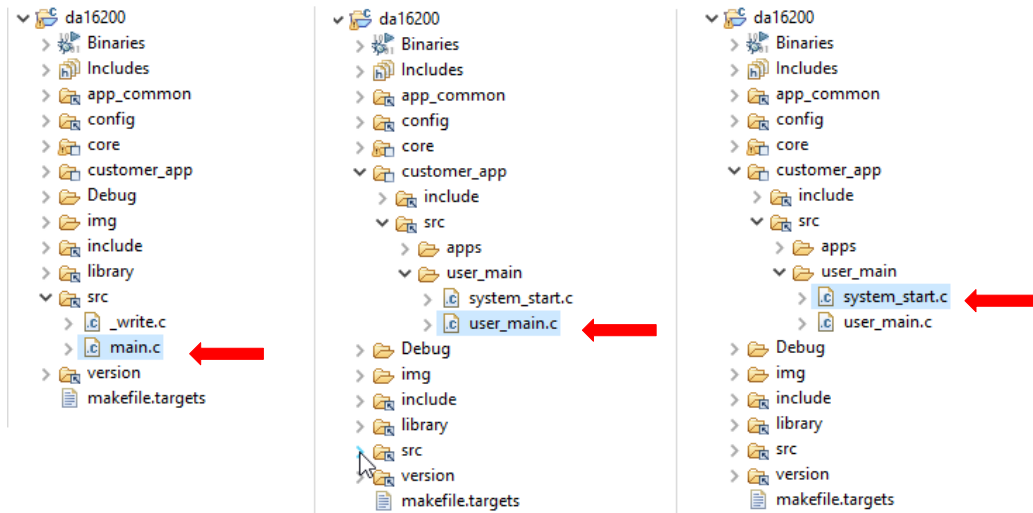 da16200
Binaries
Includes
app_common
config
core
customer_app
Debug
img
include
library
src
_write.c
main.c
version
makefile.targets
da16200
Binaries
Includes
app_common
config
core
customer_app
include
src
apps
user_main
system_start.c
user_main.c
Debug
img
include
library
src
version
makefile.targets
da16200
Binaries
Includes
app_common
config
core
customer_app
include
src
apps
user_main
system_start.c
user_main.c
Debug
img
include
library
src
version
makefile.targets